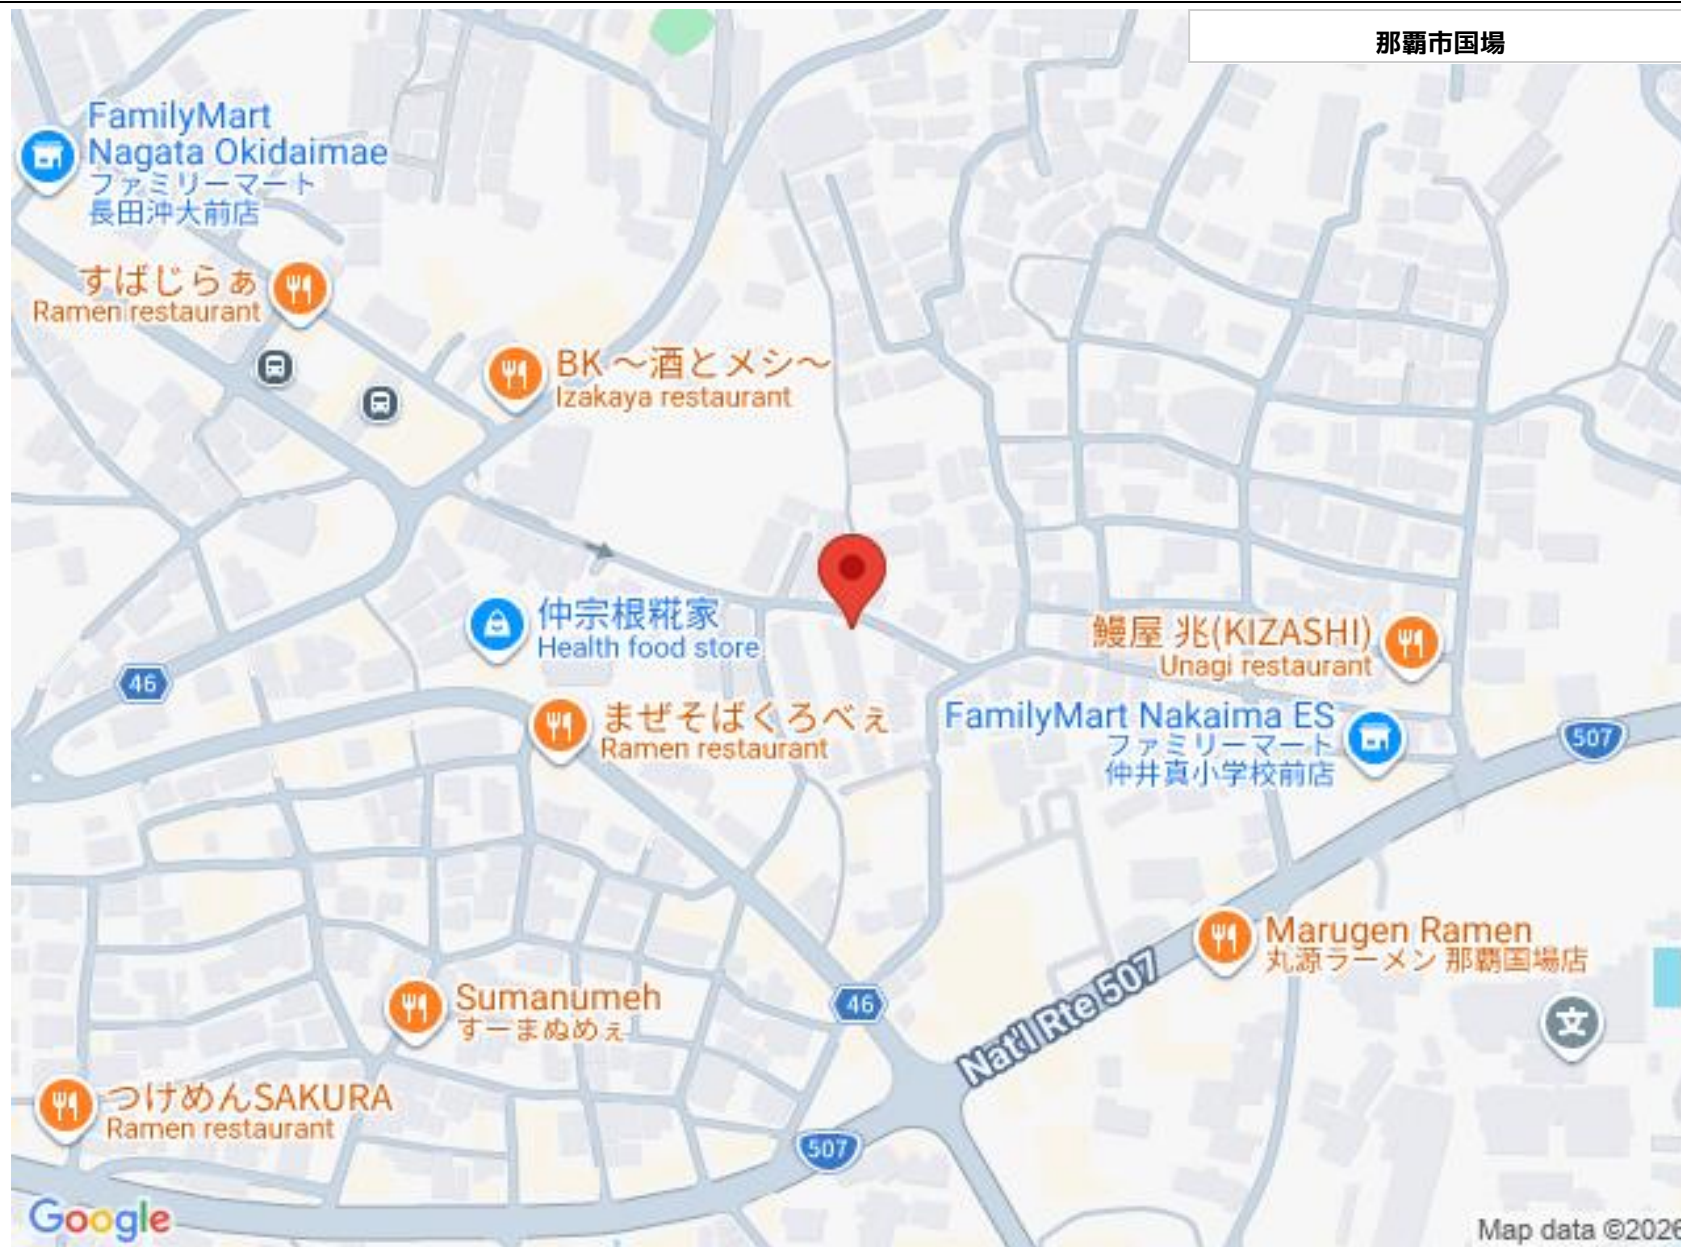 那覇市国場
FamilyMart
Nagata Okidaimae
ファミリーマート
長田沖大前店
すばじらぁ
Ramen restaurant
BK ～酒とメシ～
Izakaya restaurant
仲宗根糀家
Health food store
鰻屋 兆(KIZASHI)
Unagi restaurant
46
まぜそばくろべぇ
Ramen restaurant
FamilyMart Nakaima ES
ファミリーマート
仲井真小学校前店
507
Marugen Ramen
丸源ラーメン 那覇国場店
Sumanumeh
すーまぬめぇ
46
Nat'l Rte 507
文
つけめんSAKURA
Ramen restaurant
507
Google
Map data ©2026